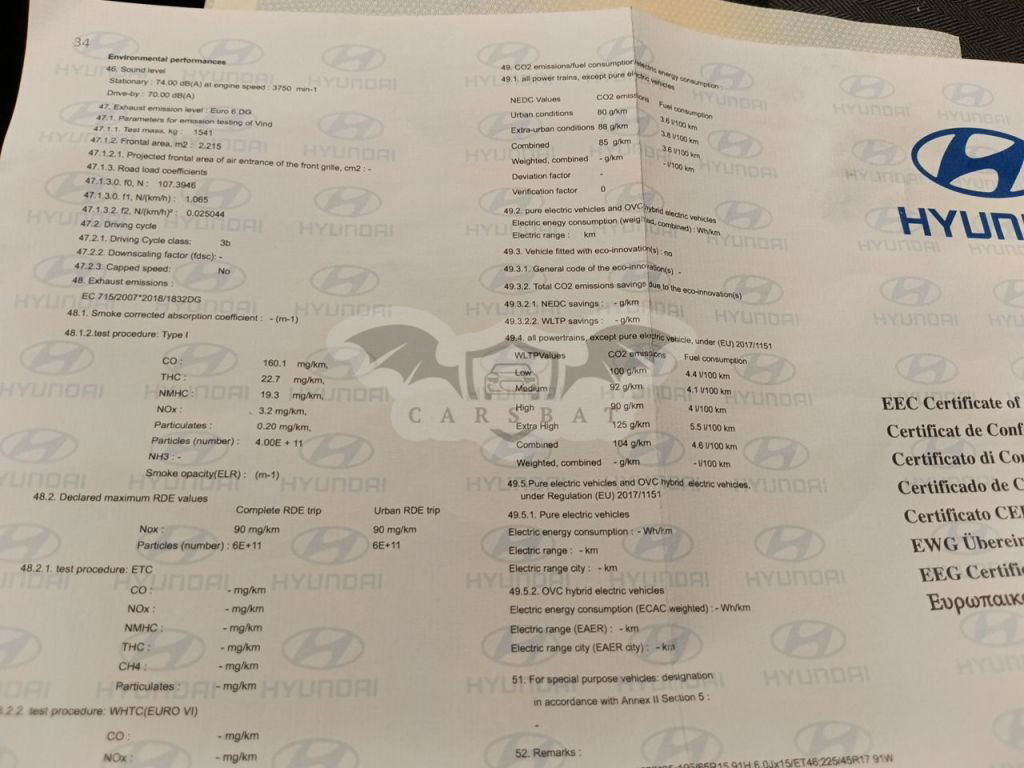 34
Environmental performances
46. Sound level
Stationary : 74.00 dB(A) at engine speed : 3750 min-1
Drive-by : 70.00 dB(A)
47. Exhaust emission level : Euro 6 DG
47.1. Parameters for emission testing of Vind
47.1.1. Test mass, kg : 1541
47.1.2. Frontal area, m2 : 2.215
47.1.2.1. Projected frontal area of air entrance of the front grille, cm2 : -
47.1.3. Road load coefficients
47.1.3.0. f0, N : 107.3946
47.1.3.0. f1, N/(km/h) : 1.065
47.1.3.2. f2, N/(km/h)² : 0.025044
47.2. Driving cycle
47.2.1. Driving Cycle class: 3b
47.2.2. Downscaling factor (fdsc): -
47.2.3. Capped speed: No
48. Exhaust emissions :
EC 715/2007*2018/1832DG
48.1. Smoke corrected absorption coefficient : - (m-1)
48.1.2.test procedure: Type I
CO : 160.1 mg/km,
THC : 22.7 mg/km,
NMHC : 19.3 mg/km,
NOx : 3.2 mg/km,
Particulates : 0.20 mg/km,
Particles (number) : 4.00E + 11
NH3 : -
Smoke opacity(ELR) : (m-1)
48.2. Declared maximum RDE values
Complete RDE trip Urban RDE trip
Nox : 90 mg/km 90 mg/km
Particles (number) : 6E+11 6E+11
48.2.1. test procedure: ETC
CO : - mg/km
NOx : - mg/km
NMHC : - mg/km
THC : - mg/km
CH4 : - mg/km
Particulates : - mg/km
8.2.2. test procedure: WHTC(EURO VI)
CO : - mg/km
NOx : - mg/km
49. CO2 emissions/fuel consumption/electric energy consumption :
49.1. all power trains, except pure electric vehicles
NEDC Values CO2 emissions Fuel consumption
Urban conditions 80 g/km 3.6 l/100 km
Extra-urban conditions 88 g/km 3.8 l/100 km
Combined 85 g/km 3.6 l/100 km
Weighted, combined - g/km - l/100 km
Deviation factor -
Verification factor 0
49.2. pure electric vehicles and OVC hybrid electric vehicles
Electric enegy consumption (weighted, combined) : Wh/km
Electric range : km
49.3. Vehicle fitted with eco-innovation(s) : no
49.3.1. General code of the eco-innovation(s) -
49.3.2. Total CO2 emissions savings due to the eco-innovation(s)
49.3.2.1. NEDC savings : - g/km
49.3.2.2. WLTP savings : - g/km
49.4. all powertrains, except pure electric vehicle, under (EU) 2017/1151
WLTPValues CO2 emissions Fuel consumption
Low 100 g/km 4.4 l/100 km
Medium 92 g/km 4.1 l/100 km
High 90 g/km 4 l/100 km
Extra High 125 g/km 5.5 l/100 km
Combined 104 g/km 4.6 l/100 km
Weighted, combined - g/km - l/100 km
49.5.Pure electric vehicles and OVC hybrid electric vehicles,
under Regulation (EU) 2017/1151
49.5.1. Pure electric vehicles
Electric energy consumption : - Wh/km
Electric range : - km
Electric range city : - km
49.5.2. OVC hybrid electric vehicles
Electric energy consumption (ECAC weighted) : - Wh/km
Electric range (EAER) : - km
Electric range city (EAER city) : - km
51. For special purpose vehicles: designation
in accordance with Annex II Section 5 :
-
52. Remarks :
195/65R15 91H 6.0Jx15/ET46;225/45R17 91W
HYUN
EEC Certificate of
Certificat de Conf
Certificato di Con
Certificado de C
Certificato CE
EWG Überein
EEG Certific
Ευρωπαικ
CARSBAT